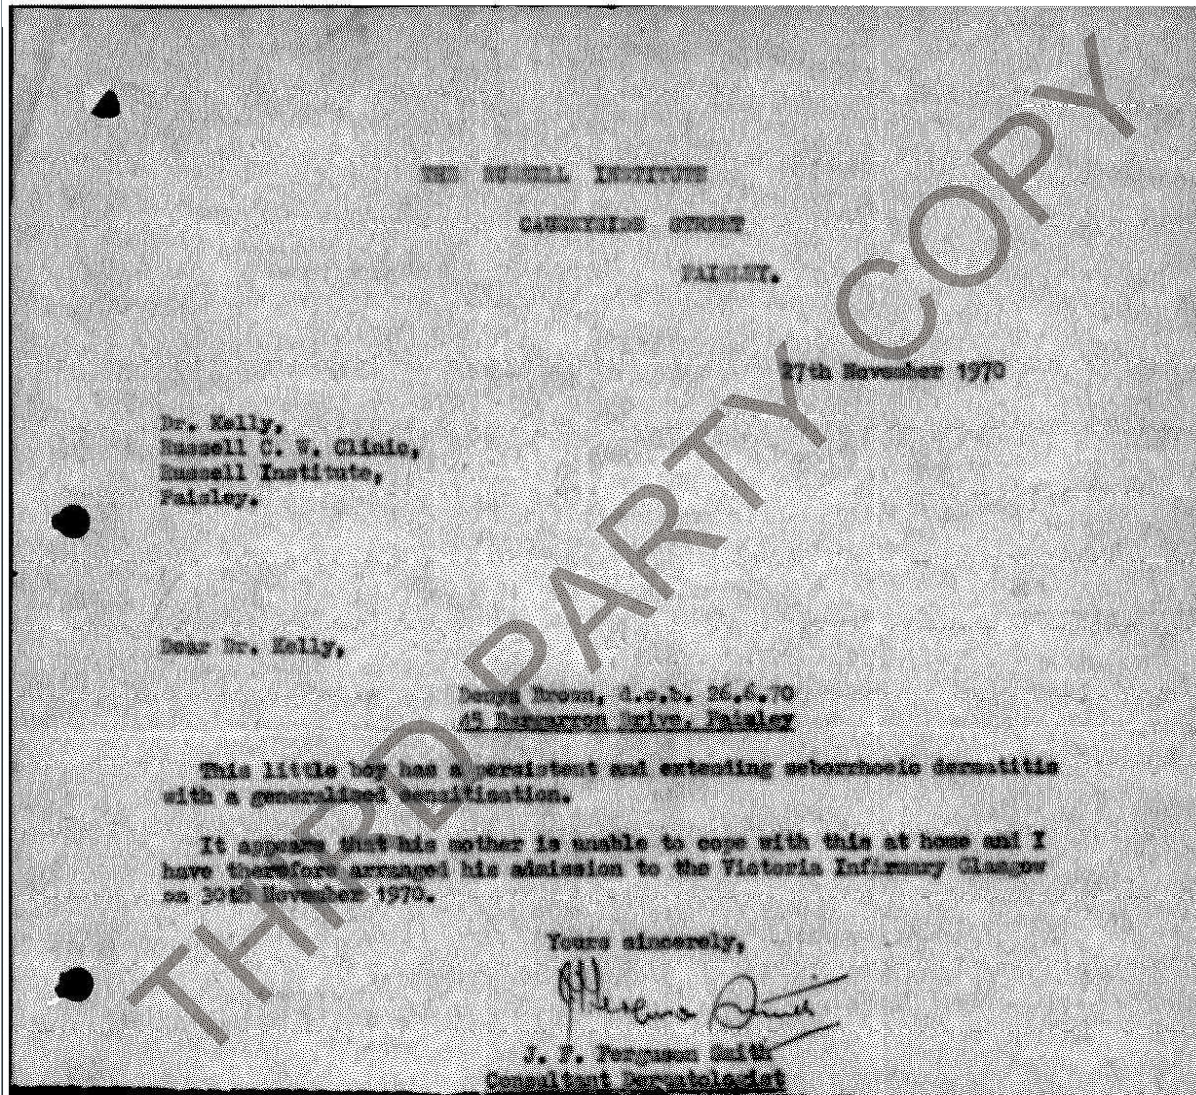 THE RUSSELL INSTITUTE
CAUSEYSIDE STREET
PAISLEY.
27th November 1970
Dr. Kelly,
Russell C. W. Clinic,
Russell Institute,
Paisley.
Dear Dr. Kelly,
Brown, d.o.b. 26.6.70
Drive, Paisley
This little boy has a persistent and extending seborrhoeic dermatitis
with a generalised sensitisation.
It appears that his mother is unable to cope with this at home and I
have therefore arranged his admission to the Victoria Infirmary Glasgow
on 30th November 1970.
Yours sincerely,
J. F. Ferguson Smith
Consultant Dermatologist
THIRD PARTY COPY